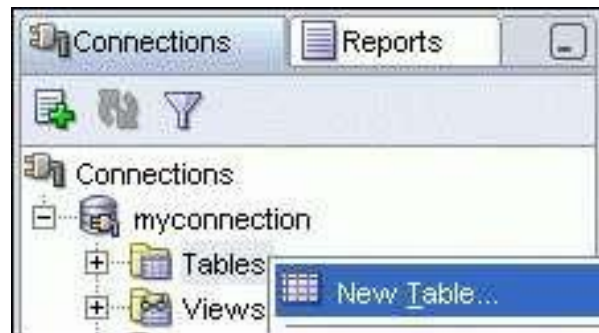 Connections Reports
Connections
myconnection
Tables
New Table...
Views